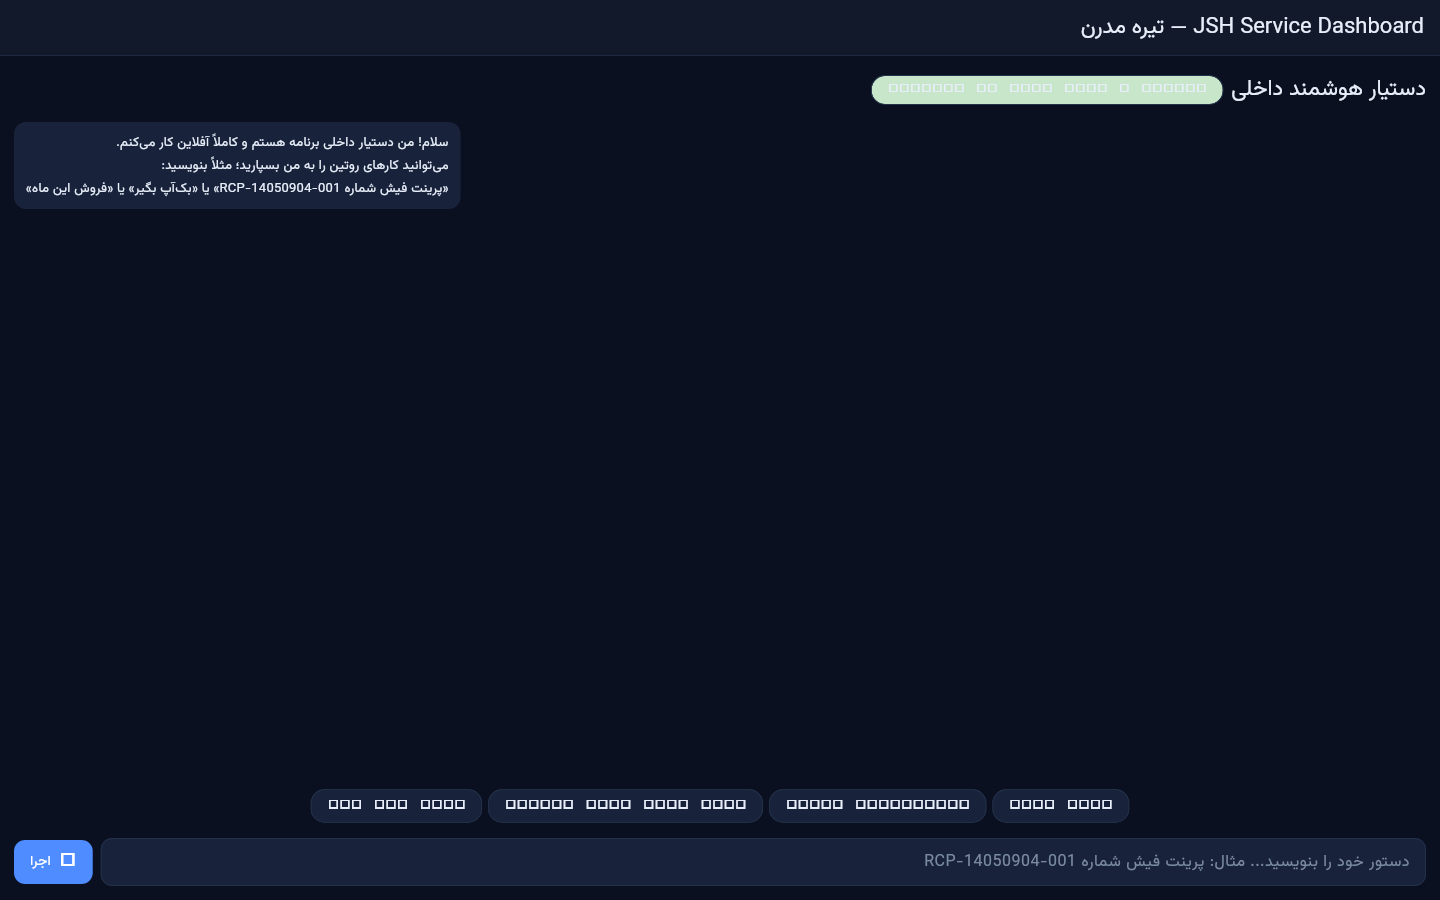 JSH Service Dashboard — تیره مدرن
دستیار هوشمند داخلی
سلام! من دستیار داخلی برنامه هستم و کاملاً آفلاین کار می‌کنم.
می‌توانید کارهای روتین را به من بسپارید؛ مثلاً بنویسید:
«پرینت فیش شماره RCP-14050904-001» یا «بک‌آپ بگیر» یا «فروش این ماه»
دستور خود را بنویسید... مثال: پرینت فیش شماره RCP-14050904-001
اجرا